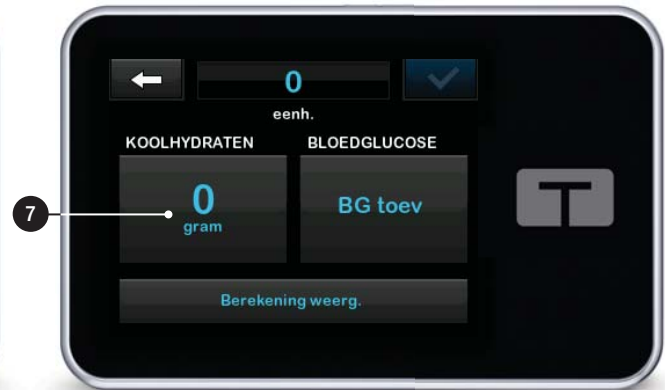 0
eenh.
KOOLHYDRATEN
BLOEDGLUCOSE
7
0
gram
BG toev
Berekening weerg.